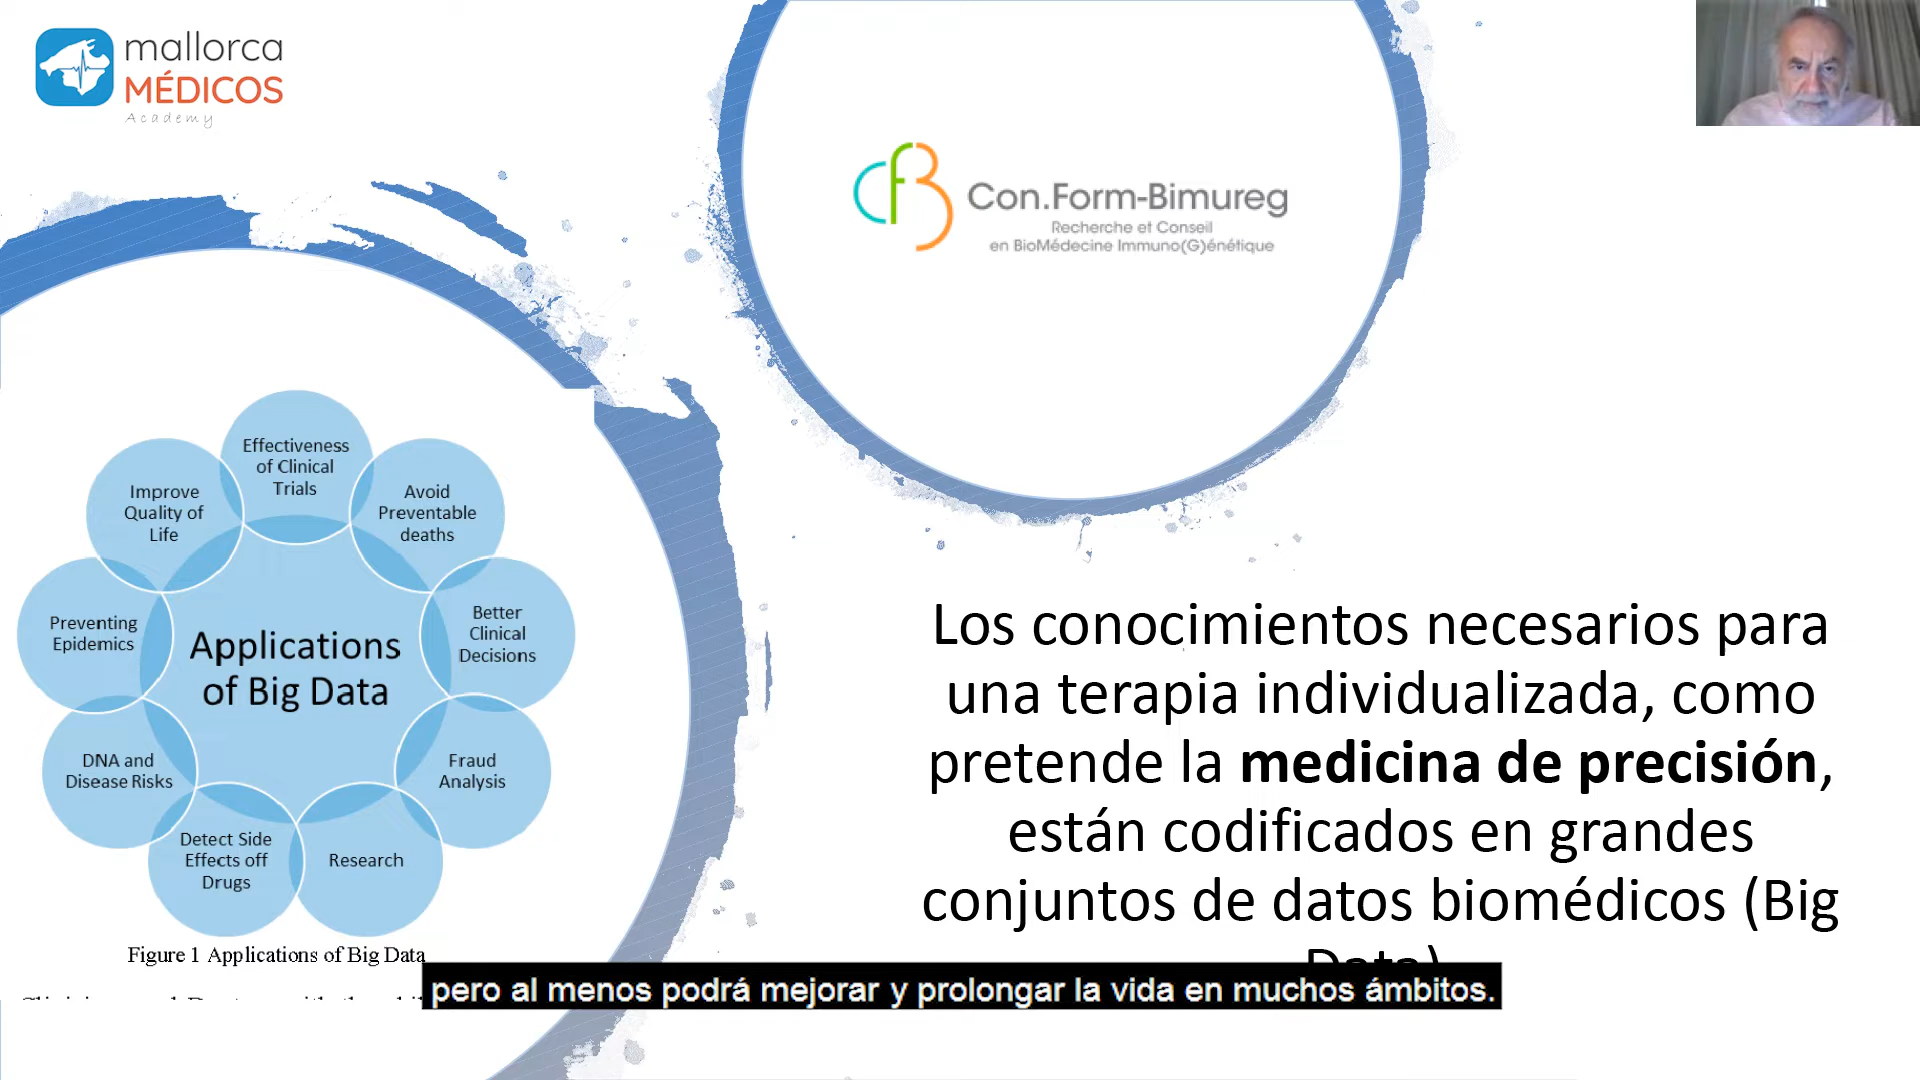 mallorca
MÉDICOS
Academy
Con.Form-Bimureg
Recherche et Conseil
en BioMédecine Immuno(G)énétique
Effectiveness
of Clinical
Trials
Avoid
Preventable
deaths
Better
Clinical
Decisions
Fraud
Analysis
Research
Detect Side
Effects off
Drugs
DNA and
Disease Risks
Preventing
Epidemics
Improve
Quality of
Life
Applications
of Big Data
Figure 1 Applications of Big Data
Los conocimientos necesarios para
una terapia individualizada, como
pretende la medicina de precisión,
están codificados en grandes
conjuntos de datos biomédicos (Big
Data)
pero al menos podrá mejorar y prolongar la vida en muchos ámbitos.